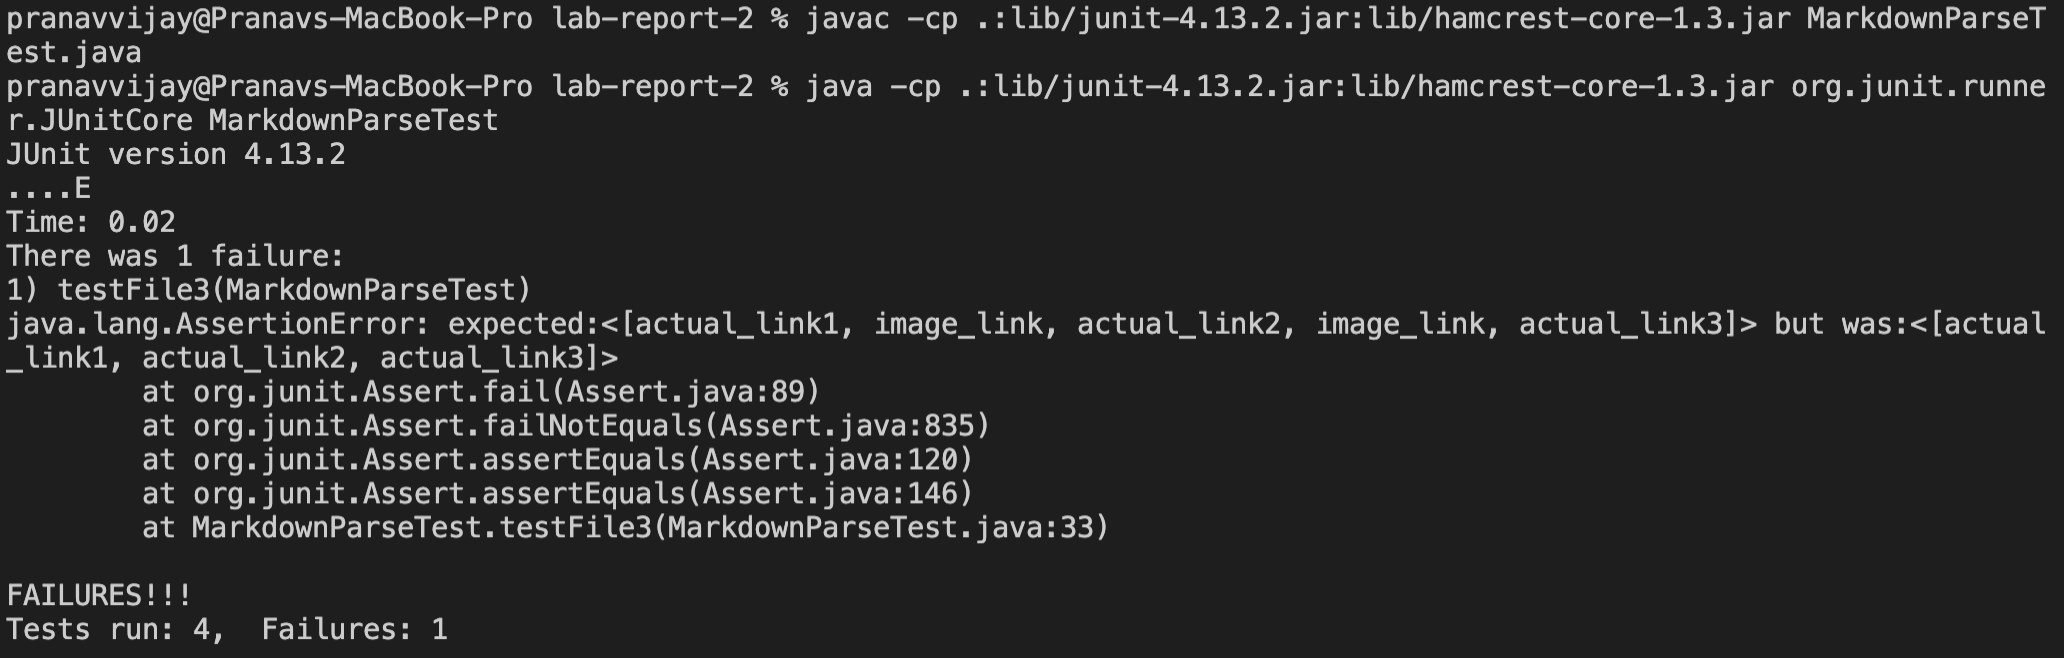 pranavvijay@Pranavs-MacBook-Pro lab-report-2 % javac -cp .:lib/junit-4.13.2.jar:lib/hamcrest-core-1.3.jar MarkdownParseT
est.java
pranavvijay@Pranavs-MacBook-Pro lab-report-2 % java -cp .:lib/junit-4.13.2.jar:lib/hamcrest-core-1.3.jar org.junit.runne
r.JUnitCore MarkdownParseTest
JUnit version 4.13.2
....E
Time: 0.02
There was 1 failure:
1) testFile3(MarkdownParseTest)
java.lang.AssertionError: expected:<[actual_link1, image_link, actual_link2, image_link, actual_link3]> but was:<[actual
_link1, actual_link2, actual_link3]>
        at org.junit.Assert.fail(Assert.java:89)
        at org.junit.Assert.failNotEquals(Assert.java:835)
        at org.junit.Assert.assertEquals(Assert.java:120)
        at org.junit.Assert.assertEquals(Assert.java:146)
        at MarkdownParseTest.testFile3(MarkdownParseTest.java:33)

FAILURES!!!
Tests run: 4,  Failures: 1